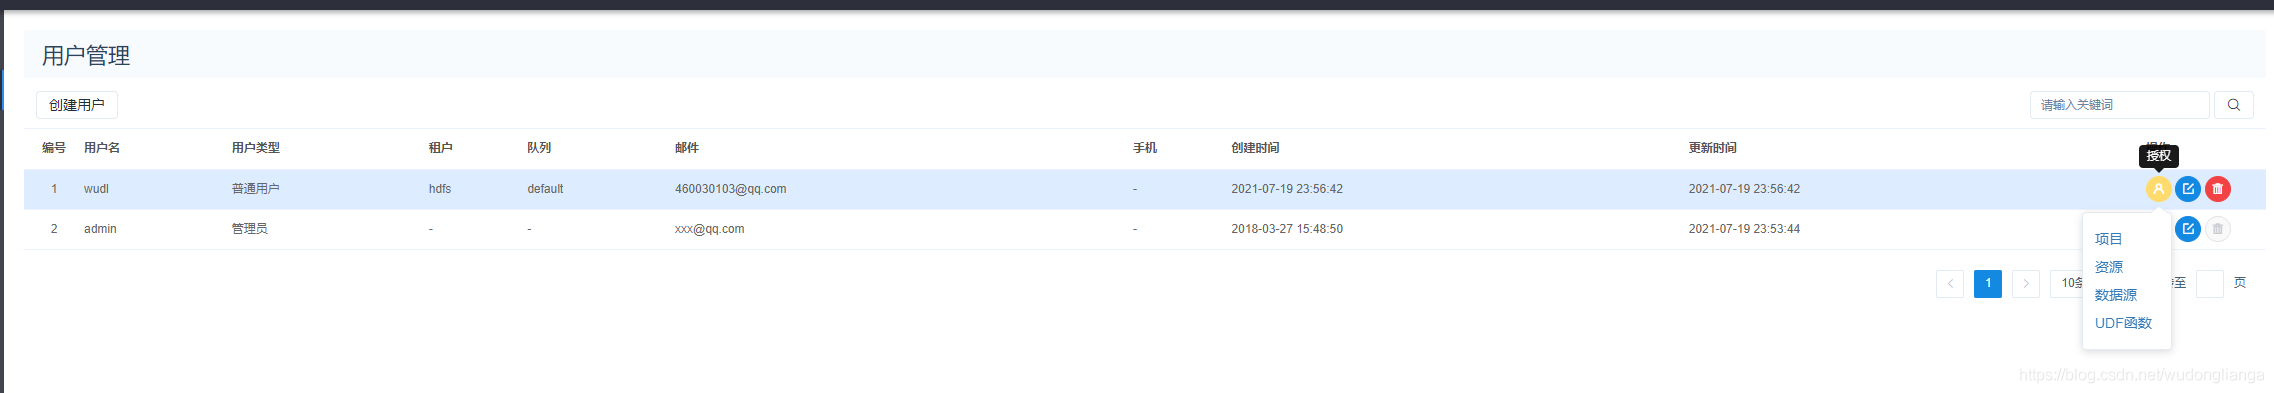 用户管理
创建用户
请输入关键词
编号 用户名 用户类型 租户 队列 邮件 手机 创建时间 更新时间
授权
1 wudl 普通用户 hdfs default 460030103@qq.com - 2021-07-19 23:56:42 2021-07-19 23:56:42
2 admin 管理员 - - xxx@qq.com - 2018-03-27 15:48:50 2021-07-19 23:53:44
项目
资源
数据源
UDF函数
1 10条 至 页
https://blog.csdn.net/wudonglianga